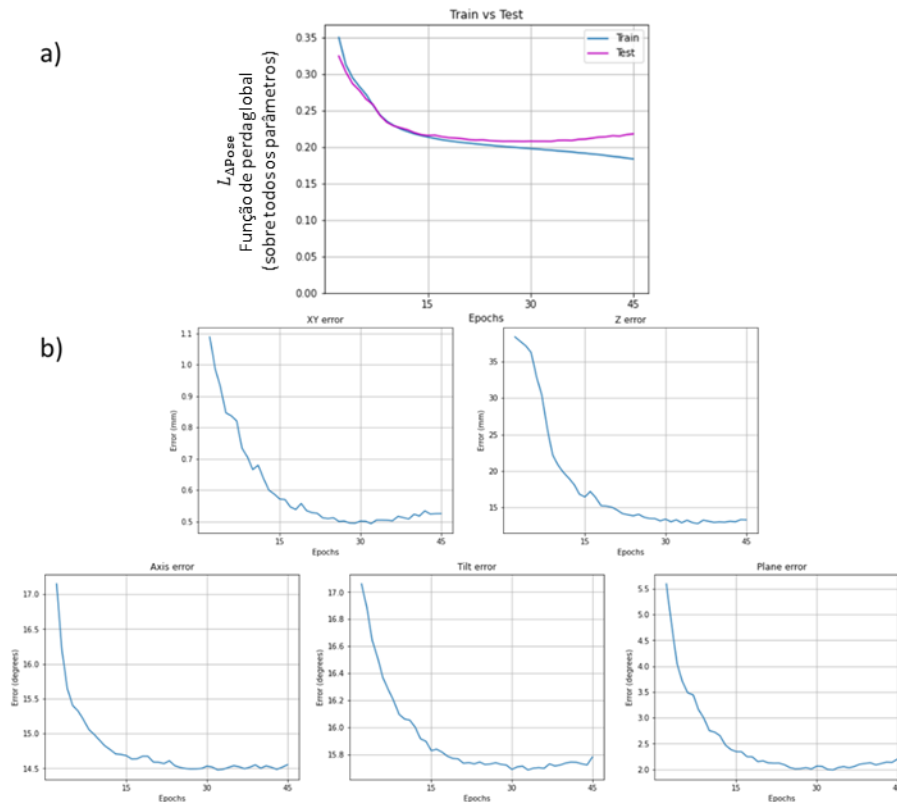 a)
Train vs Test
L ΔPose
Função de perdaglobal
(sobre todos os parâmetros)
0.35
0.30
0.25
0.20
0.15
0.10
0.05
0.00
Train
Test
15
30
45
Epochs
b)
XY error
Error (mm)
1.1
1.0
0.9
0.8
0.7
0.6
0.5
15
30
45
Epochs
Z error
Error (mm)
35
30
25
20
15
15
30
45
Epochs
Axis error
Error (degrees)
17.0
16.5
16.0
15.5
15.0
14.5
15
30
45
Epochs
Tilt error
Error (degrees)
17.0
16.8
16.6
16.4
16.2
16.0
15.8
15
30
45
Epochs
Plane error
Error (degrees)
5.5
5.0
4.5
4.0
3.5
3.0
2.5
2.0
15
30
45
Epochs